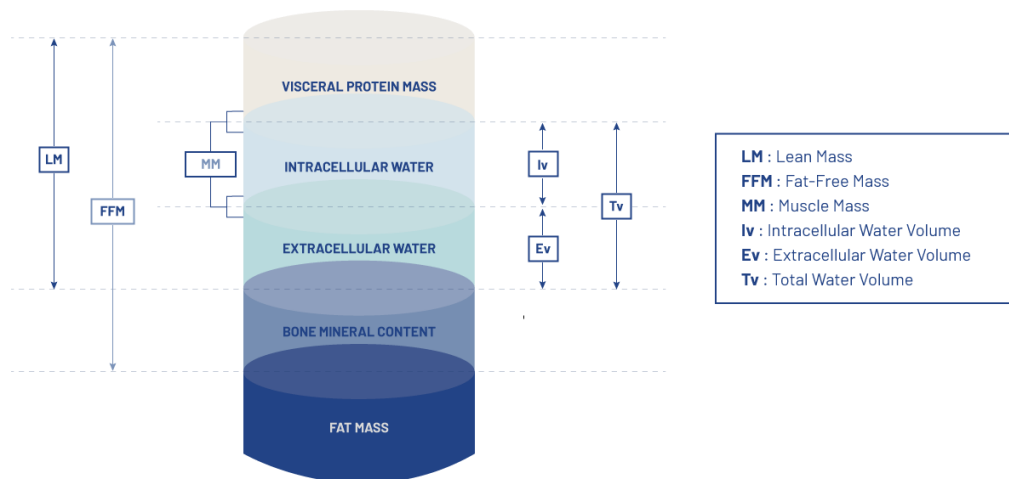 VISCERAL PROTEIN MASS
LM
MM
INTRACELLULAR WATER
Iv
FFM
Tv
EXTRACELLULAR WATER
Ev
BONE MINERAL CONTENT
FAT MASS
LM : Lean Mass
FFM : Fat-Free Mass
MM : Muscle Mass
Iv : Intracellular Water Volume
Ev : Extracellular Water Volume
Tv : Total Water Volume